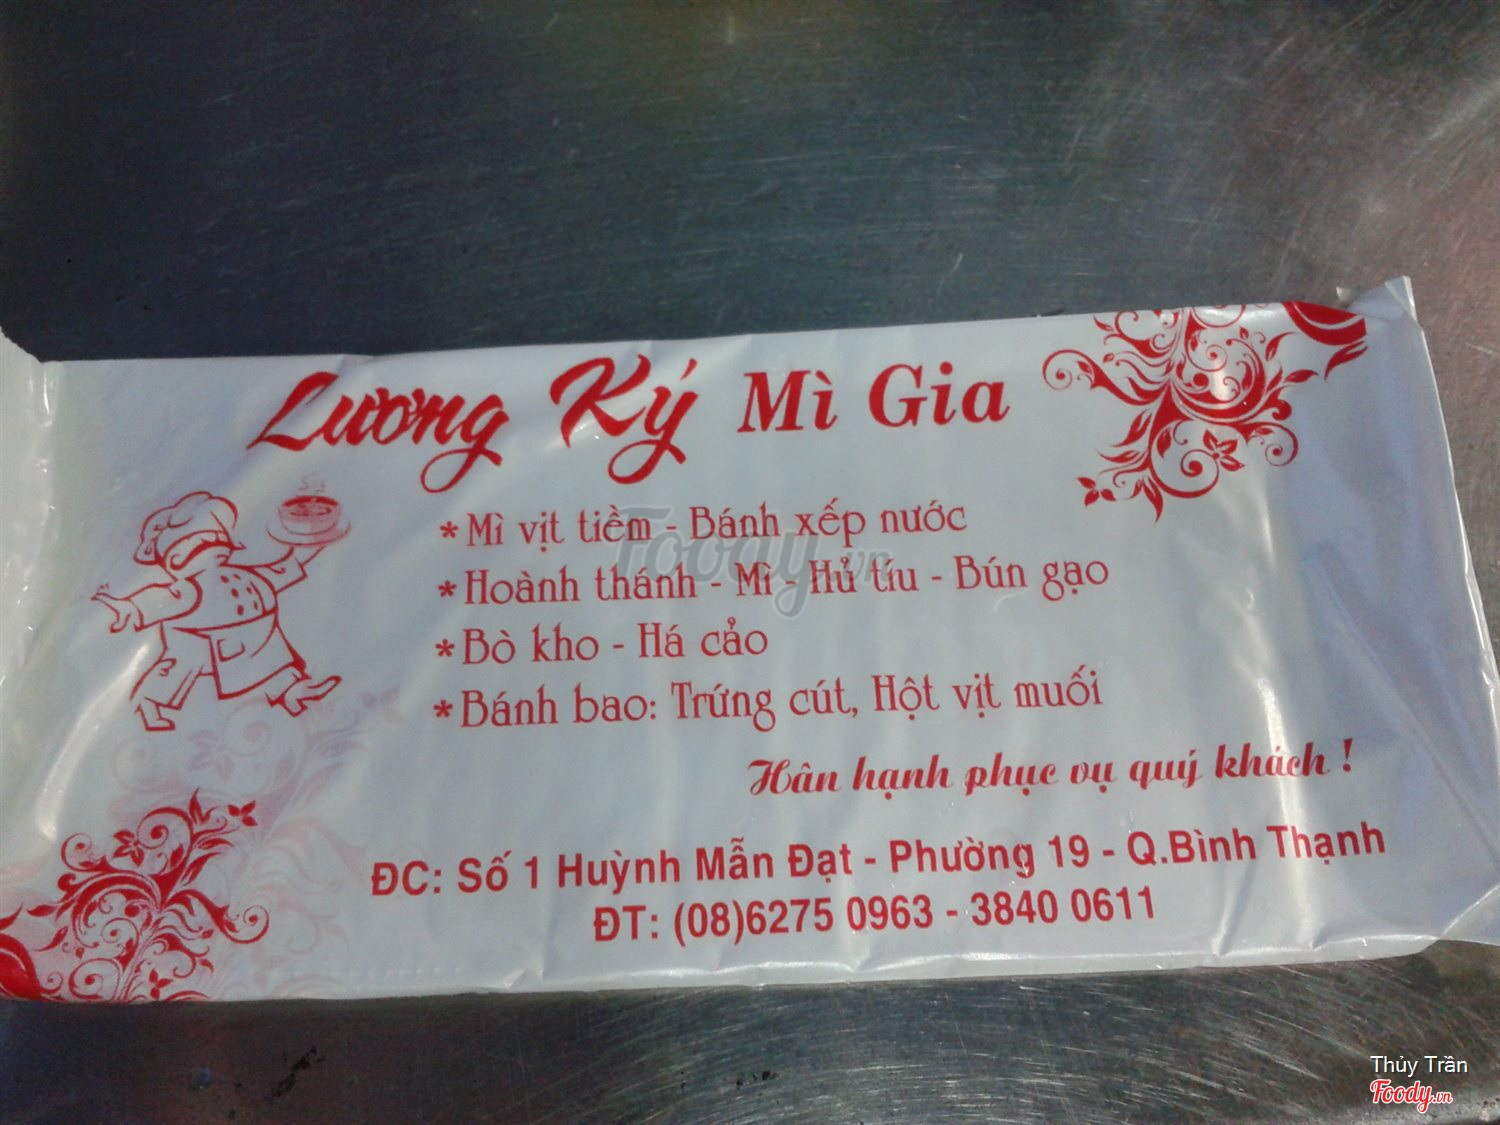 Lương Ký Mì Gia
*Mì vịt tiềm - Bánh xếp nước
*Hoành thánh - Mì - Hủ tíu - Bún gạo
*Bò kho - Há cảo
*Bánh bao: Trứng cút, Hột vịt muối
Hân hạnh phục vụ quý khách !
ĐC: Số 1 Huỳnh Mẫn Đạt - Phường 19 - Q.Bình Thạnh
ĐT: (08)6275 0963 - 3840 0611
Foody.vn
Thủy Trần
Foody.vn